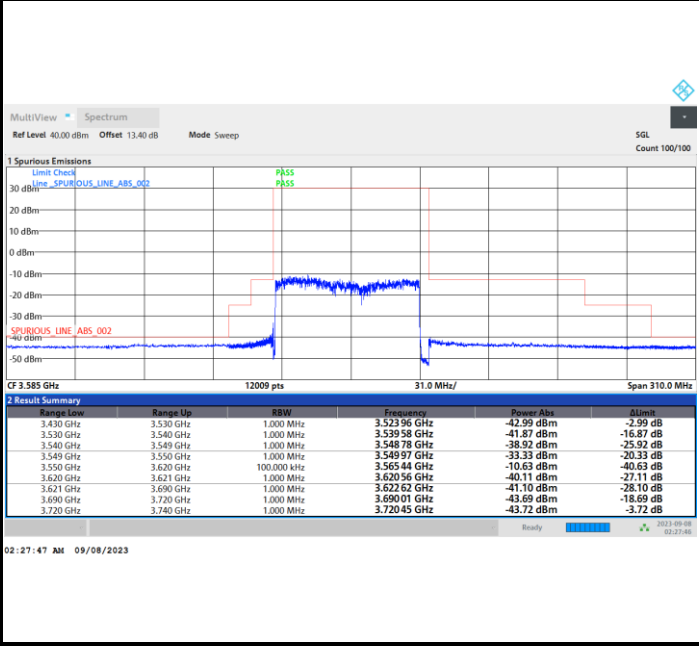 MultiView Spectrum
Ref Level 40.00 dBm Offset 13.40 dB Mode Sweep SGL
Count 100/100
1 Spurious Emissions
Limit Check PASS
Line _SPURIOUS_LINE_ABS_002 PASS
30 dBm
20 dBm
10 dBm
0 dBm
-10 dBm
-20 dBm
-30 dBm
_SPURIOUS_LINE_ABS_002
-40 dBm
-50 dBm
CF 3.585 GHz 12009 pts 31.0 MHz/ Span 310.0 MHz
2 Result Summary
Range Low Range Up RBW Frequency Power Abs ΔLimit
3.430 GHz 3.530 GHz 1.000 MHz 3.523 96 GHz -42.99 dBm -2.99 dB
3.530 GHz 3.540 GHz 1.000 MHz 3.539 58 GHz -41.87 dBm -16.87 dB
3.540 GHz 3.549 GHz 1.000 MHz 3.548 78 GHz -38.92 dBm -25.92 dB
3.549 GHz 3.550 GHz 1.000 MHz 3.549 97 GHz -33.33 dBm -20.33 dB
3.550 GHz 3.620 GHz 100.000 kHz 3.565 44 GHz -10.63 dBm -40.63 dB
3.620 GHz 3.621 GHz 1.000 MHz 3.620 56 GHz -40.11 dBm -27.11 dB
3.621 GHz 3.690 GHz 1.000 MHz 3.622 62 GHz -41.10 dBm -28.10 dB
3.690 GHz 3.720 GHz 1.000 MHz 3.690 01 GHz -43.69 dBm -18.69 dB
3.720 GHz 3.740 GHz 1.000 MHz 3.720 45 GHz -43.72 dBm -3.72 dB
Ready 2023-09-08
02:27:46
02:27:47 AM 09/08/2023